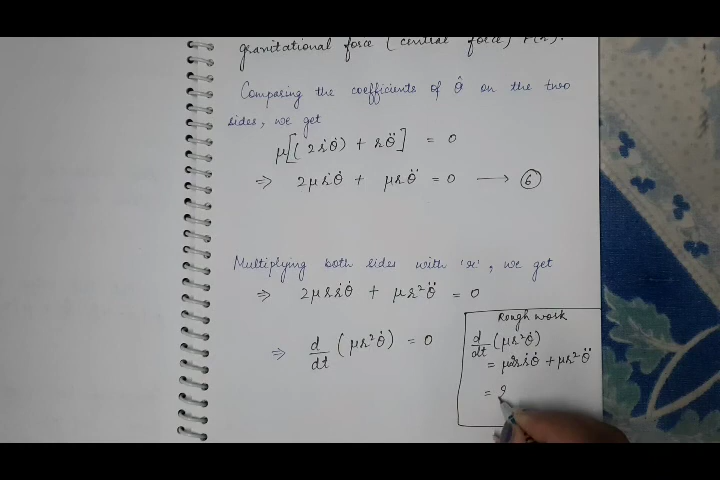 gravitational force (central force) F(r).
Comparing the coefficients of θ̂ on the two
sides, we get
μ[(2ṙθ̇) + rθ̈] = 0
⇒ 2μṙθ̇ + μrθ̈ = 0 ⟶ ⑥
Multiplying both sides with 'r', we get
⇒ 2μrṙθ̇ + μr²θ̈ = 0
⇒ d/dt (μr²θ̇) = 0
Rough work
d/dt (μr²θ̇)
= μ2rṙθ̇ + μr²θ̈
= 2